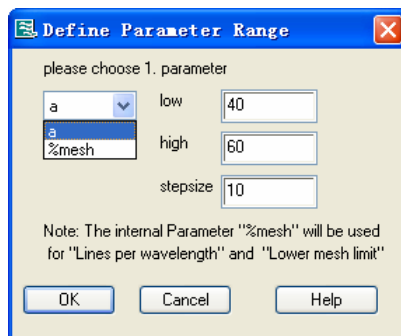 Define Parameter Range
please choose 1. parameter
a
low
40
a
%mesh
high
60
stepsize
10
Note: The internal Parameter "%mesh" will be used
for "Lines per wavelength" and "Lower mesh limit"
OK
Cancel
Help